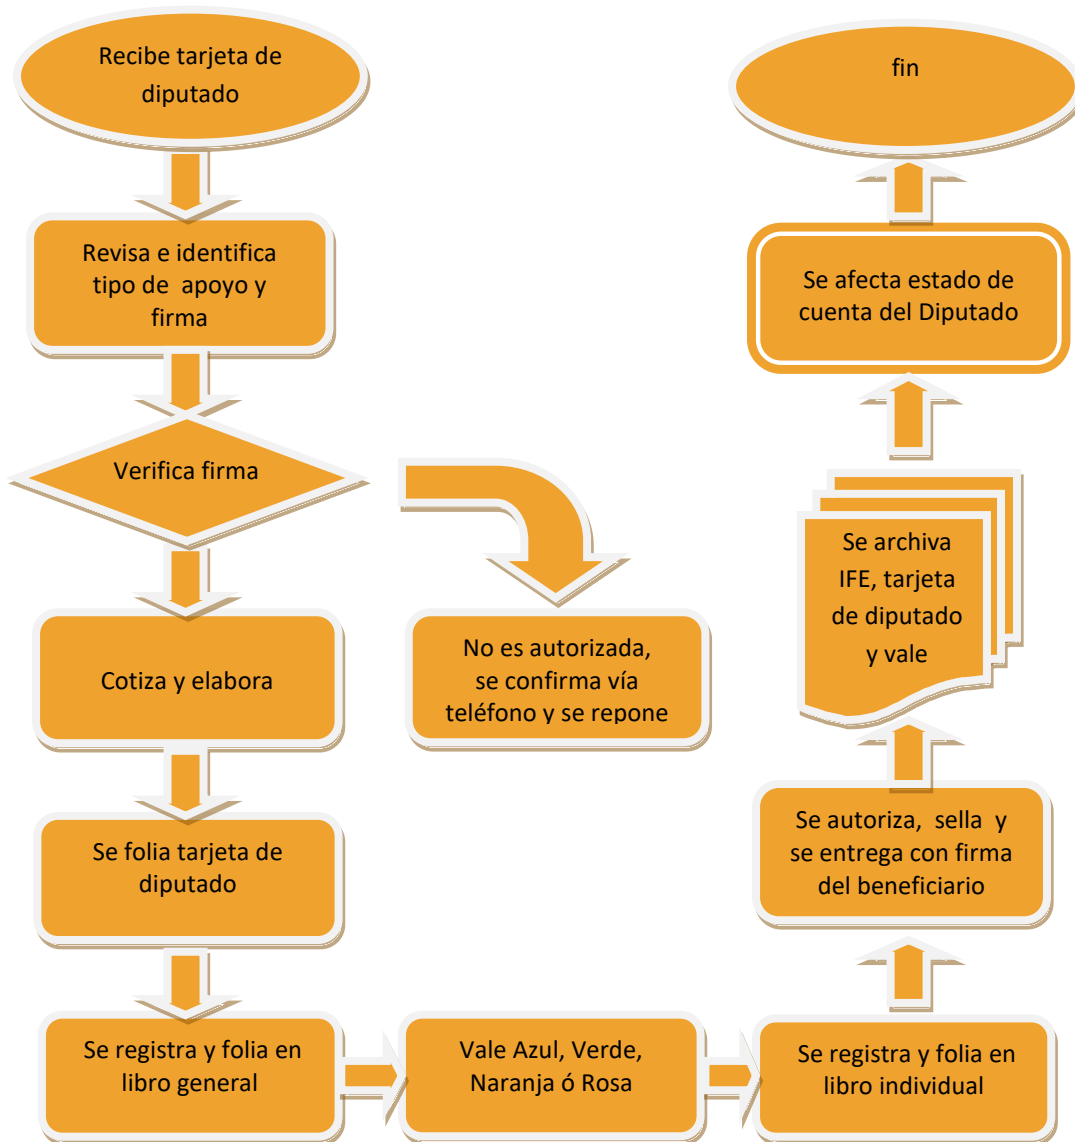 Recibe tarjeta de
diputado
Revisa e identifica
tipo de apoyo y
firma
Verifica firma
No es autorizada,
se confirma vía
teléfono y se repone
Cotiza y elabora
Se folia tarjeta de
diputado
Se registra y folia en
libro general
Vale Azul, Verde,
Naranja ó Rosa
Se registra y folia en
libro individual
Se autoriza, sella y
se entrega con firma
del beneficiario
Se archiva
IFE, tarjeta
de diputado
y vale
Se afecta estado de
cuenta del Diputado
fin